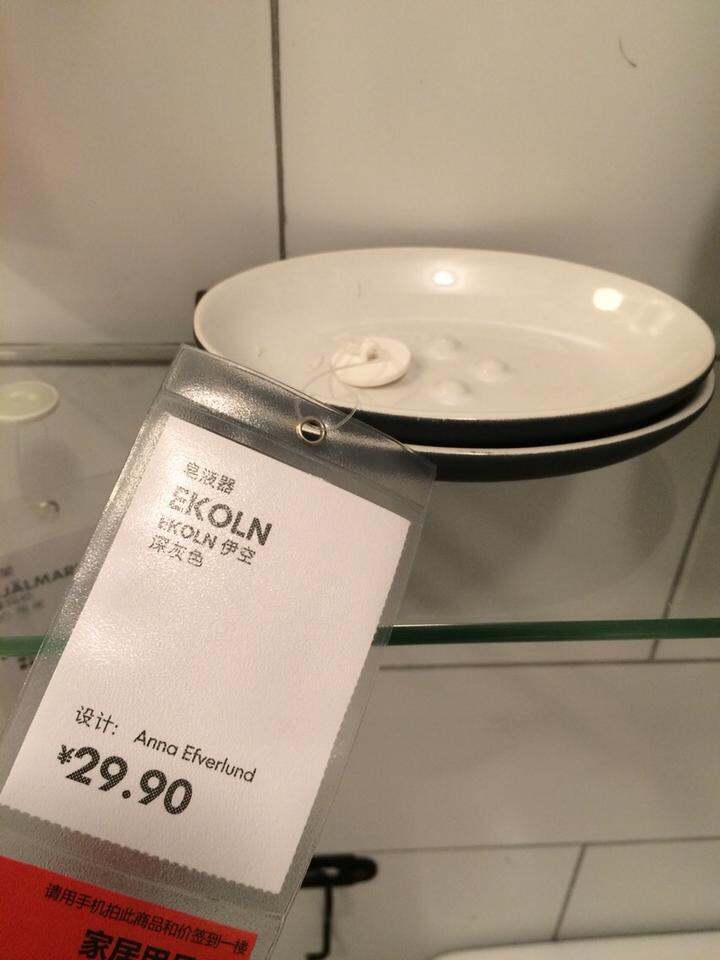 皂液器
EKOLN
EKOLN 伊空
深灰色
设计： Anna Efverlund
¥29.90
请用手机拍此商品和价签到一楼
家居用
JÄLMAR